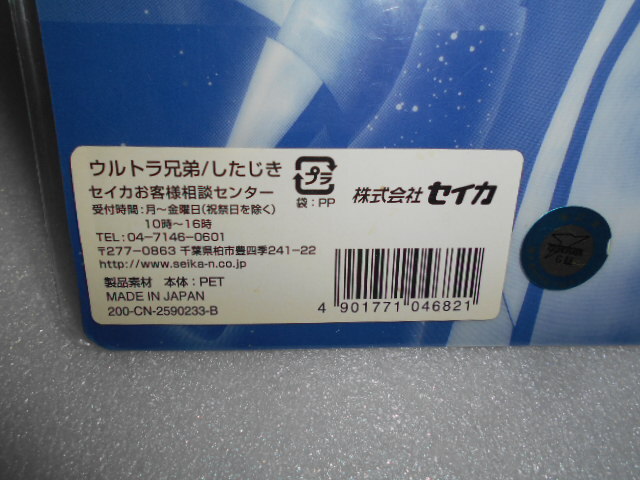 ウルトラ兄弟/したじき
セイカお客様相談センター
受付時間:月〜金曜日(祝祭日を除く)
10時〜16時
TEL:04-7146-0601
〒277-0863 千葉県柏市豊四季241-22
http://www.seika-n.co.jp
製品素材 本体:PET
MADE IN JAPAN
200-CN-2590233-B
プラ
袋:PP
株式会社 セイカ
4 901771 046821